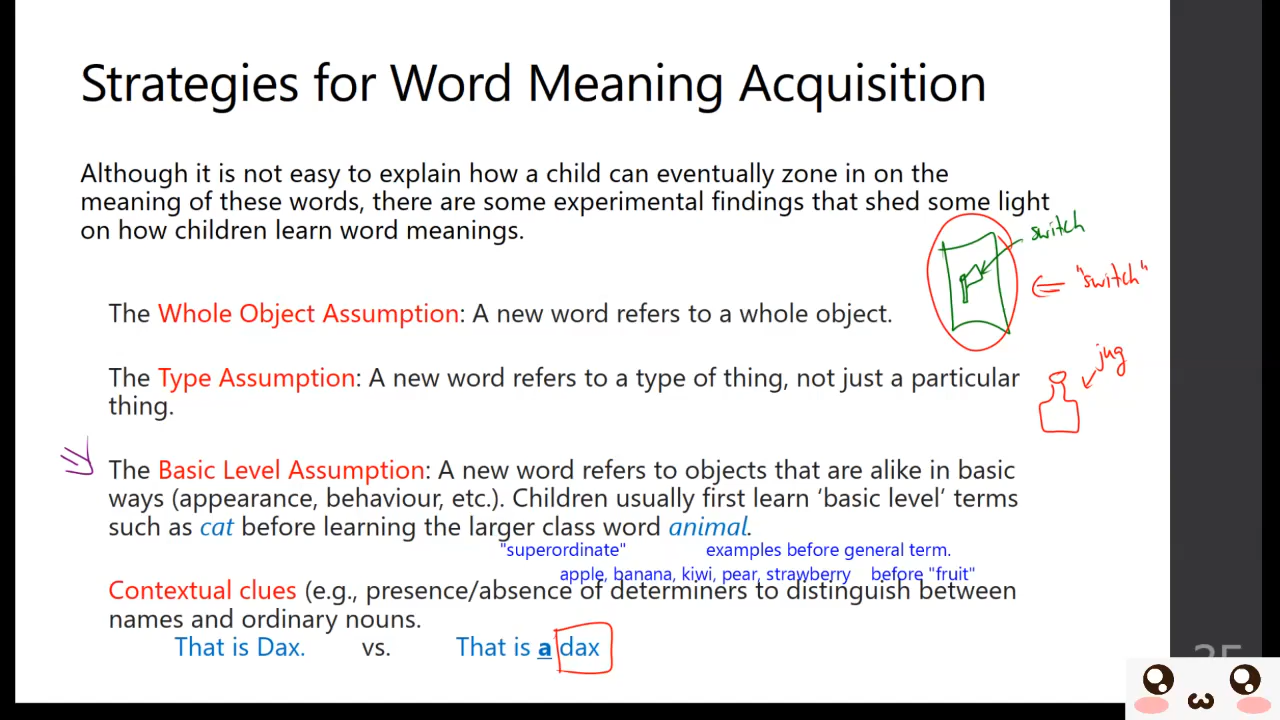 Strategies for Word Meaning Acquisition
Although it is not easy to explain how a child can eventually zone in on the
meaning of these words, there are some experimental findings that shed some light
on how children learn word meanings.
switch
"switch"
The Whole Object Assumption: A new word refers to a whole object.
jug
The Type Assumption: A new word refers to a type of thing, not just a particular
thing.
The Basic Level Assumption: A new word refers to objects that are alike in basic
ways (appearance, behaviour, etc.). Children usually first learn ‘basic level’ terms
such as cat before learning the larger class word animal.
"superordinate" examples before general term.
apple, banana, kiwi, pear, strawberry before "fruit"
Contextual clues (e.g., presence/absence of determiners to distinguish between
names and ordinary nouns.
That is Dax. vs. That is a dax